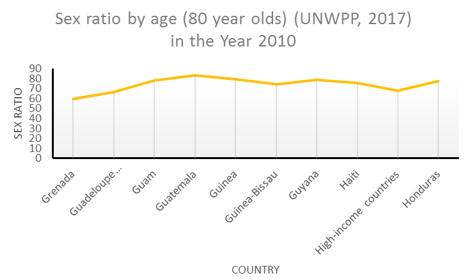 Sex ratio by age (80 year olds) (UNWPP, 2017)
in the Year 2010
SEX RATIO
90
80
70
60
50
40
30
20
10
0
Grenada
Guadeloupe...
Guam
Guatemala
Guinea
Guinea-Bissau
Guyana
Haiti
High-income countries
Honduras
COUNTRY